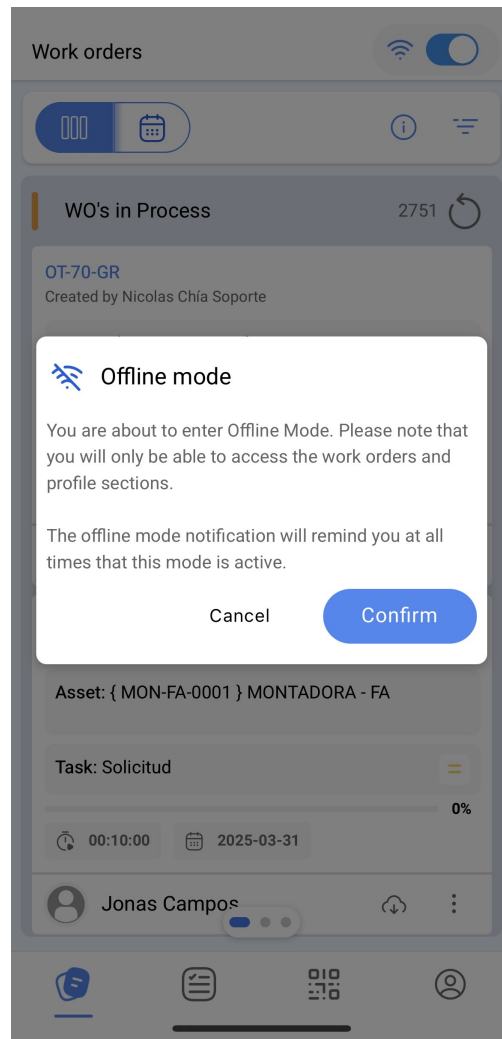 Work orders
WO's in Process
2751
OT-70-GR
Created by Nicolas Chía Soporte
Offline mode
You are about to enter Offline Mode. Please note that
you will only be able to access the work orders and
profile sections.
The offline mode notification will remind you at all
times that this mode is active.
Cancel
Confirm
Asset: { MON-FA-0001 } MONTADORA - FA
Task: Solicitud
0%
00:10:00
2025-03-31
Jonas Campos